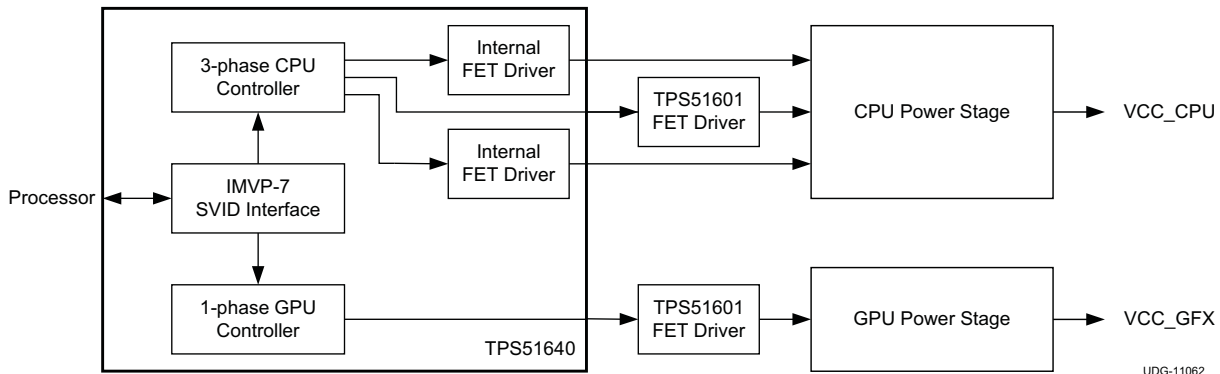 3-phase CPU
Controller
Internal
FET Driver
TPS51601
FET Driver
Internal
FET Driver
CPU Power Stage
VCC_CPU
Processor
IMVP-7
SVID Interface
1-phase GPU
Controller
TPS51640
TPS51601
FET Driver
GPU Power Stage
VCC_GFX
UDG-11062